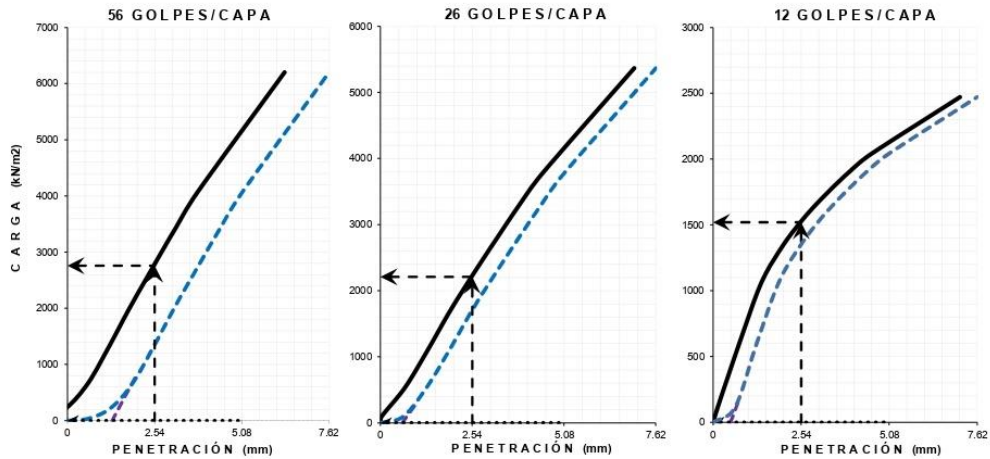 56 GOLPES/CAPA
7000
6000
5000
4000
3000
2000
1000
0
CARGA (kN/m2)
0 2.54 5.08 7.62
PENETRACIÓN (mm)
26 GOLPES/CAPA
6000
5000
4000
3000
2000
1000
0
0 2.54 5.08 7.62
PENETRACIÓN (mm)
12 GOLPES/CAPA
3000
2500
2000
1500
1000
500
0
0 2.54 5.08 7.62
PENETRACIÓN (mm)